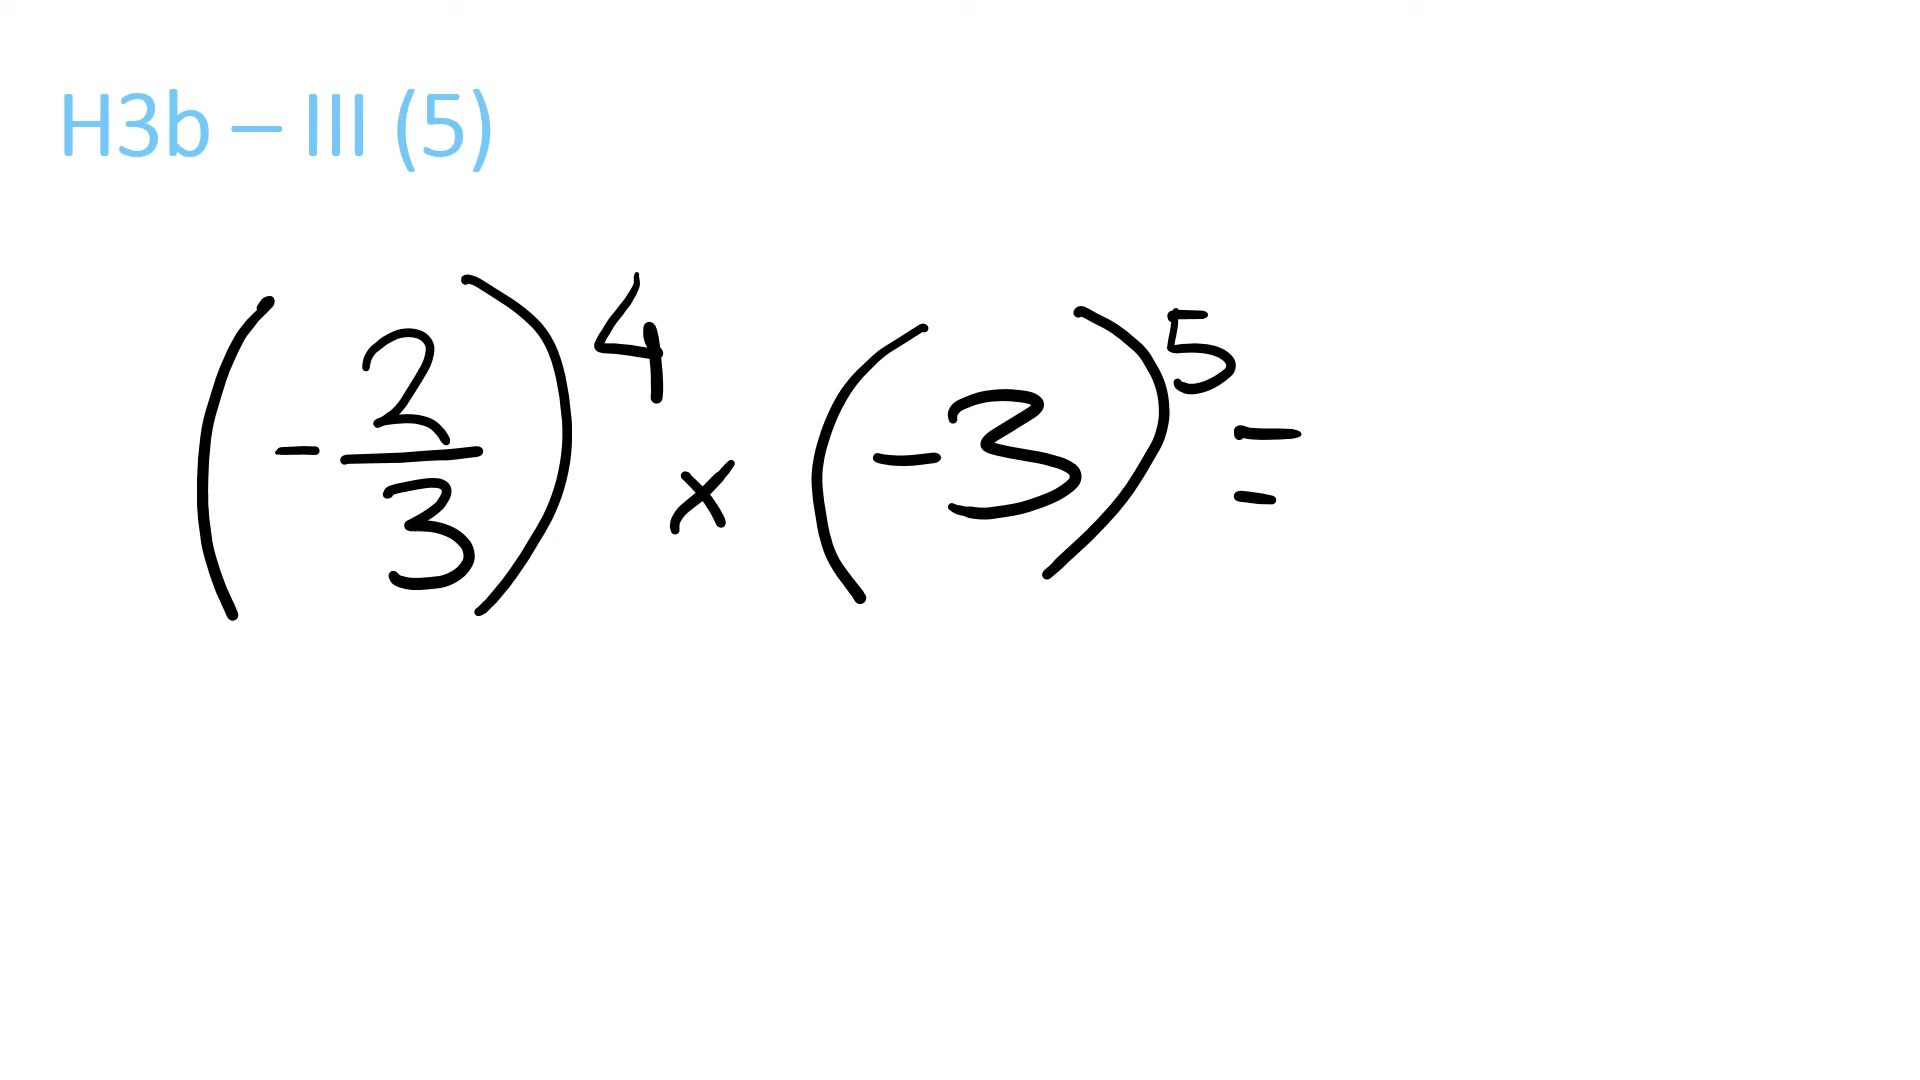 H3b – III (5)
(-2/3)^4 × (-3)^5 =